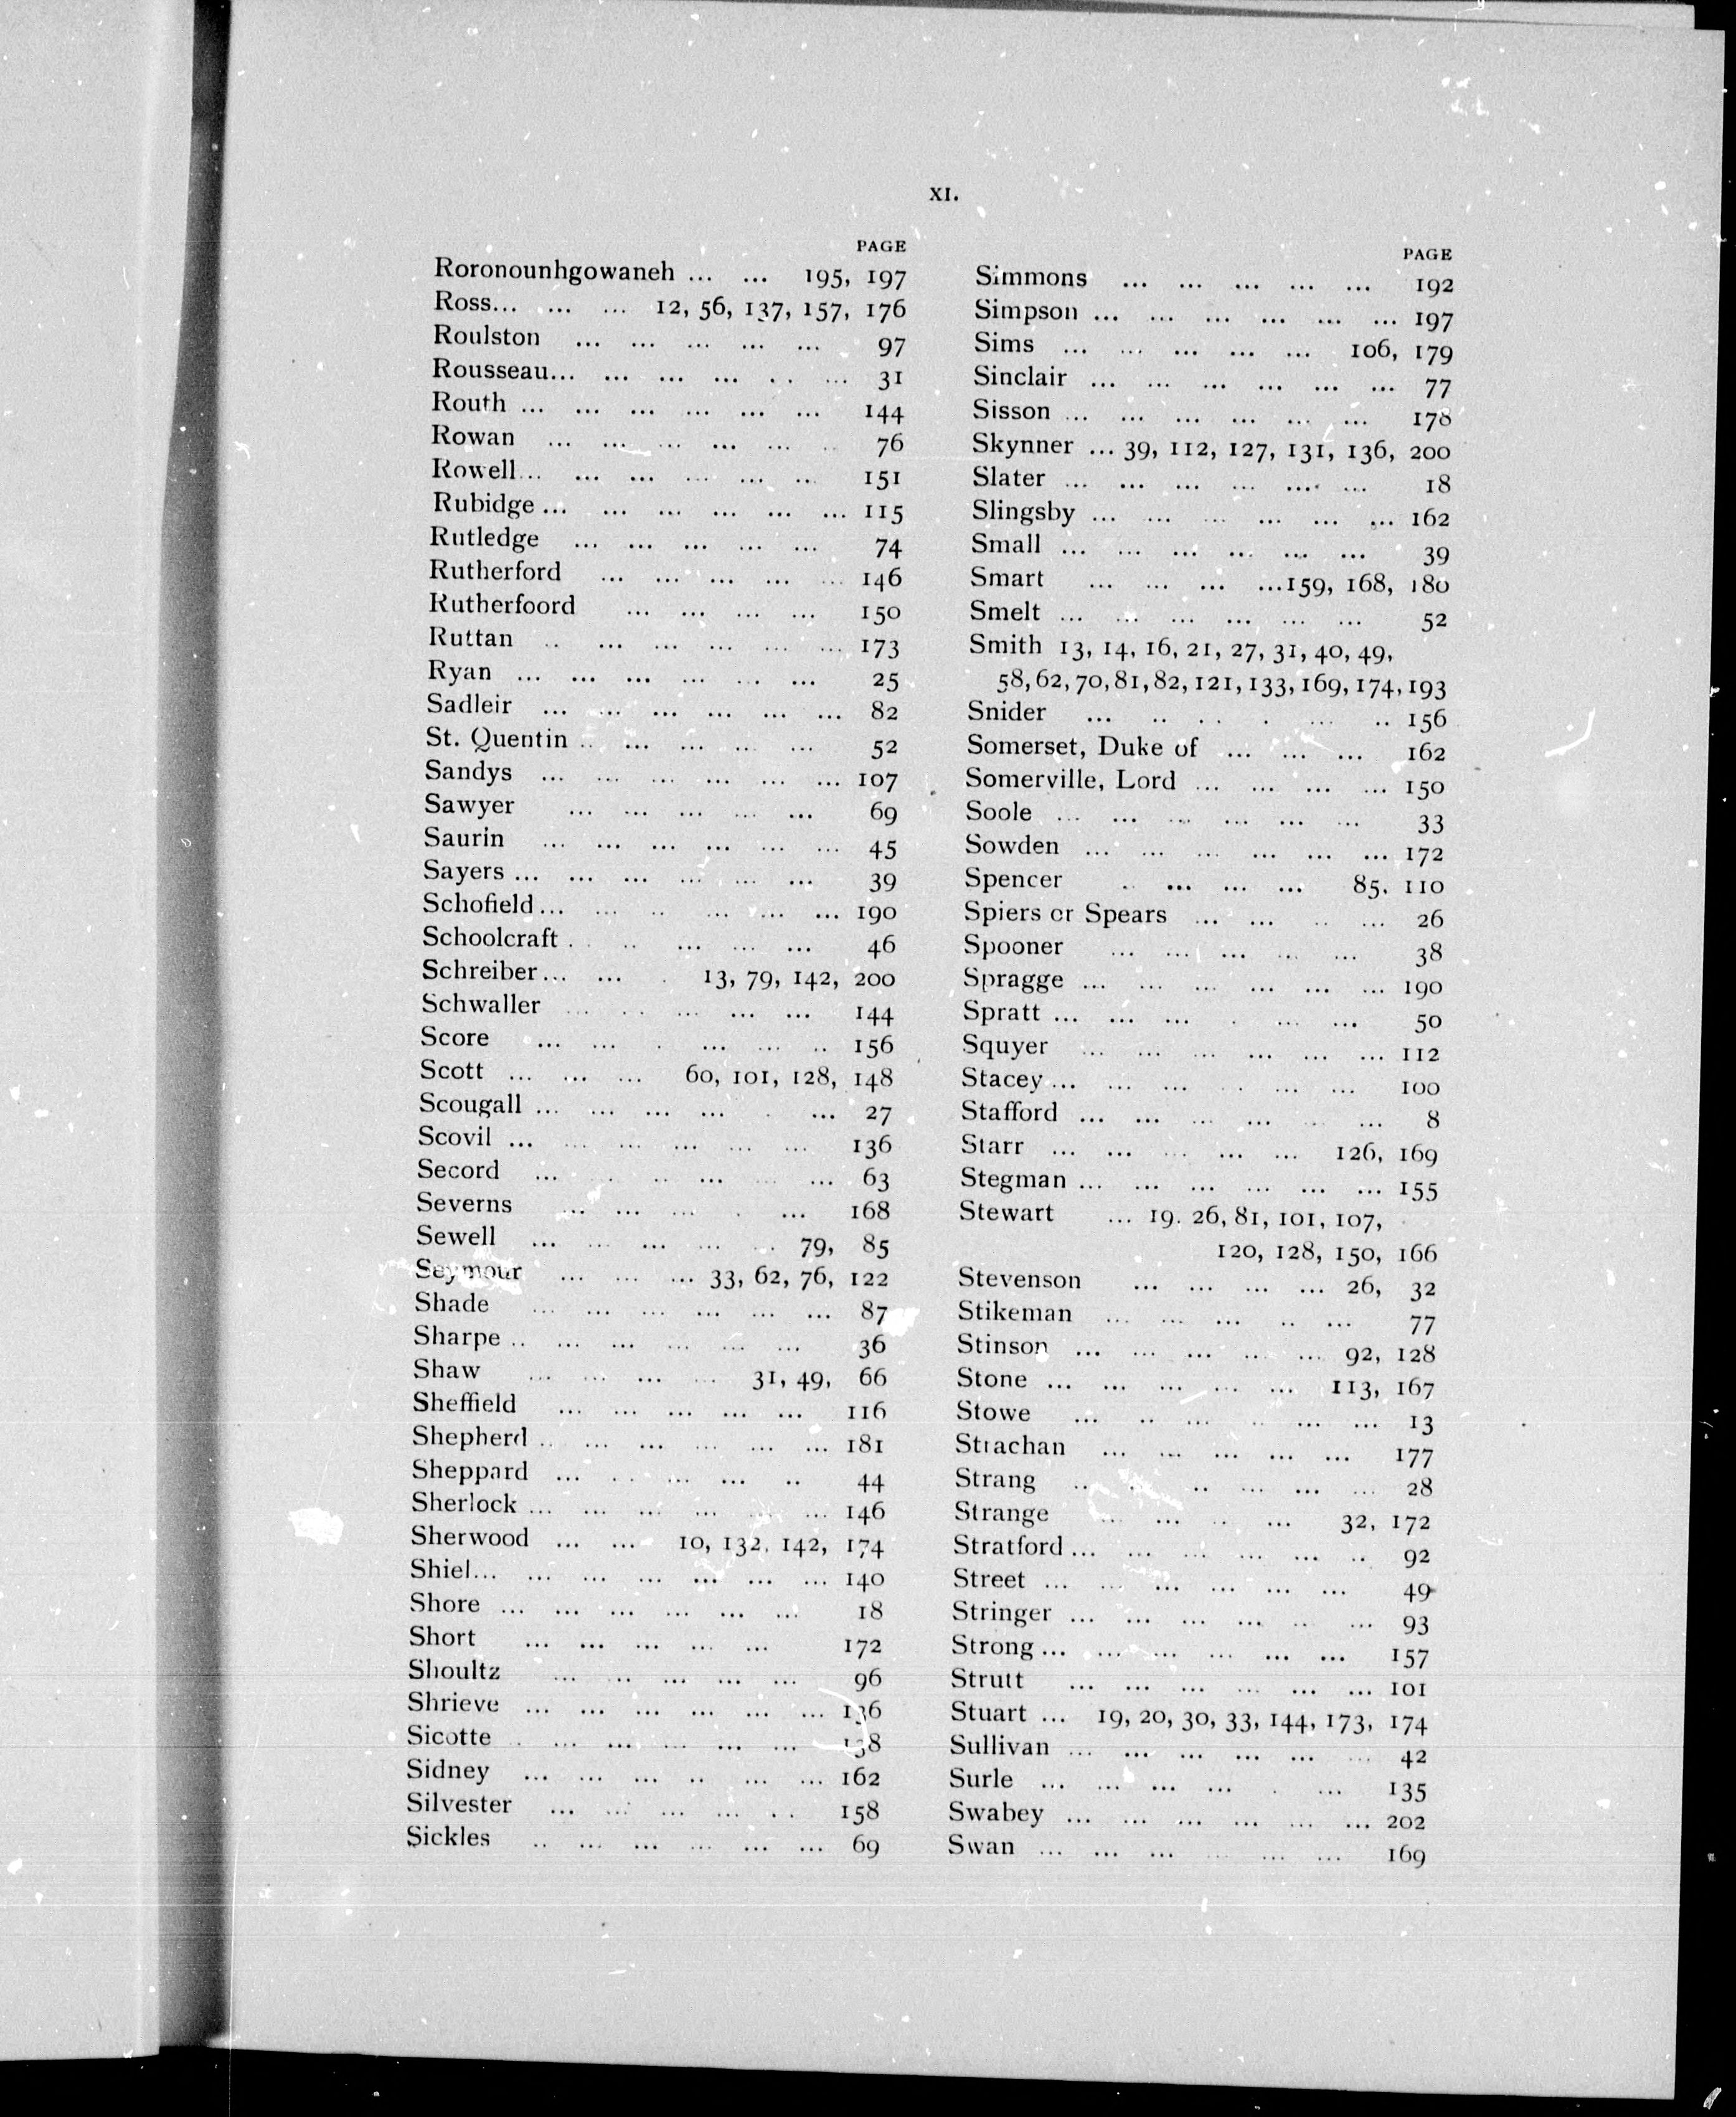 XI.
PAGE
Roronounhgowaneh ... ... 195, 197
Ross... ... ... 12, 56, 137, 157, 176
Roulston ... ... ... ... ... 97
Rousseau... ... ... ... .. ... 31
Routh ... ... ... ... ... ... 144
Rowan ... ... ... ... ... .. 76
Rowell... ... ... ... ... ... 151
Rubidge ... ... ... ... ... ... 115
Rutledge ... ... ... ... ... 74
Rutherford ... ... ... ... ... 146
Rutherfoord ... ... ... ... 150
Ruttan .. ... ... ... ... ... 173
Ryan ... ... ... ... ... ... 25
Sadleir ... ... ... ... ... ... 82
St. Quentin .. ... ... ... ... 52
Sandys ... ... ... ... ... ... 107
Sawyer ... ... ... ... ... 69
Saurin ... ... ... ... ... ... 45
Sayers ... ... ... ... ... ... 39
Schofield ... ... .. ... ... ... 190
Schoolcraft . .. ... ... ... 46
Schreiber... ... . 13, 79, 142, 200
Schwaller ... .. ... ... ... 144
Score ... ... . ... ... .. 156
Scott ... ... ... 60, 101, 128, 148
Scougall ... ... ... ... . ... 27
Scovil ... ... ... ... ... ... 136
Secord ... . .. ... ... ... 63
Severns ... ... ... . ... 168
Sewell ... ... ... ... .. 79, 85
Seymour ... ... ... 33, 62, 76, 122
Shade ... ... ... ... ... ... 87
Sharpe .. ... ... ... ... ... 36
Shaw ... ... ... ... 31, 49, 66
Sheffield ... ... ... ... ... 116
Shepherd .. ... ... ... ... ... 181
Sheppard ... .. ... ... .. 44
Sherlock ... ... ... ... ... ... 146
Sherwood ... ... 10, 132, 142, 174
Shiel... ... ... ... ... ... ... 140
Shore ... ... ... ... ... ... 18
Short ... ... ... ... ... 172
Shoultz ... ... ... ... ... 96
Shrieve ... ... ... ... ... ... 136
Sicotte .. ... ... ... ... ... 138
Sidney ... ... ... .. ... ... 162
Silvester ... ... ... ... .. 158
Sickles .. ... ... ... ... ... 69
PAGE
Simmons ... ... ... ... ... 192
Simpson ... ... ... ... ... ... 197
Sims ... ... ... ... ... 106, 179
Sinclair ... ... ... ... ... ... 77
Sisson ... ... ... ... ... ... 178
Skynner ... 39, 112, 127, 131, 136, 200
Slater ... ... ... ... ... ... 18
Slingsby ... ... ... ... ... ... 162
Small ... ... ... ... ... ... 39
Smart ... ... ... ...159, 168, 180
Smelt ... ... ... ... ... ... 52
Smith 13, 14, 16, 21, 27, 31, 40, 49,
58, 62, 70, 81, 82, 121, 133, 169, 174, 193
Snider ... .. .. . ... .. 156
Somerset, Duke of ... ... ... 162
Somerville, Lord ... ... ... ... 150
Soole ... ... ... ... ... ... 33
Sowden ... ... ... ... ... ... 172
Spencer .. ... ... ... 85, 110
Spiers or Spears ... ... .. ... 26
Spooner ... ... ... ... ... 38
Spragge ... ... ... ... ... ... 190
Spratt ... ... ... . ... ... 50
Squyer ... ... ... ... ... ... 112
Stacey ... ... ... .. ... ... 100
Stafford ... ... ... ... .. ... 8
Starr ... ... ... ... ... 126, 169
Stegman ... ... ... ... ... ... 155
Stewart ... 19. 26, 81, 101, 107,
120, 128, 150, 166
Stevenson ... ... ... ... 26, 32
Stikeman ... ... ... .. ... 77
Stinson ... ... ... ... ... 92, 128
Stone ... ... ... ... ... 113, 167
Stowe ... .. ... .. ... ... 13
Strachan ... ... ... ... ... 177
Strang .. .. .. ... ... ... 28
Strange ... ... .. ... 32, 172
Stratford ... ... ... ... ... .. 92
Street ... ... ... ... ... ... 49
Stringer ... ... ... ... .. ... 93
Strong ... ... ... ... ... ... 157
Strutt ... ... ... ... ... ... 101
Stuart ... 19, 20, 30, 33, 144, 173, 174
Sullivan ... ... ... ... ... ... 42
Surle ... ... ... ... . ... 135
Swabey ... ... ... ... ... ... 202
Swan ... ... ... ... ... ... 169